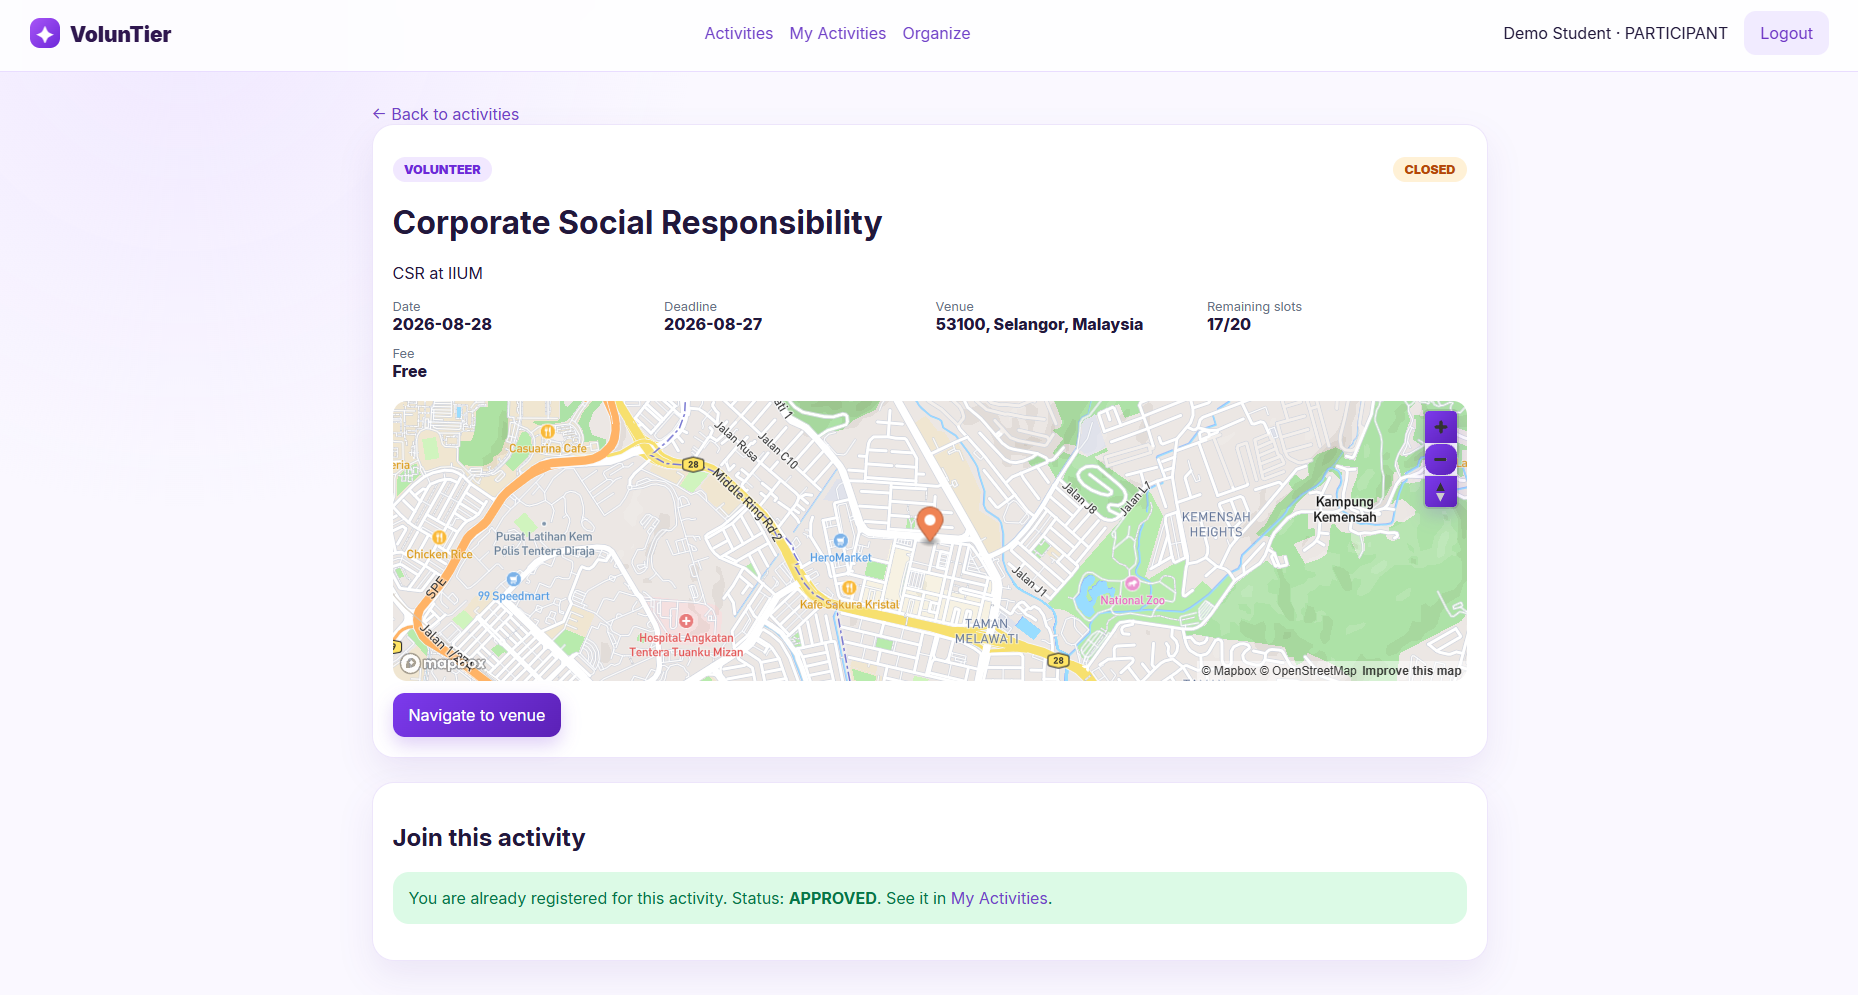 VolunTier
Activities My Activities Organize
Demo Student · PARTICIPANT
Logout
← Back to activities
VOLUNTEER
CLOSED
Corporate Social Responsibility
CSR at IIUM
Date
2026-08-28
Deadline
2026-08-27
Venue
53100, Selangor, Malaysia
Remaining slots
17/20
Fee
Free
Casuarina Cafe
28
Jalan Rusa
Jalan C10
Middle Ring Rd 2
Chicken Rice
Pusat Latihan Kem
Polis Tentera Diraja
99 Speedmart
SPE
HeroMarket
Kafe Sakura Kristal
Hospital Angkatan
Tentera Tuanku Mizan
TAMAN
MELAWATI
28
Jalan J1
Jalan J8
Jalan L1
National Zoo
KEMENSAH
HEIGHTS
Kampung
Kemensah
mapbox
© Mapbox © OpenStreetMap Improve this map
Navigate to venue
Join this activity
You are already registered for this activity. Status: APPROVED. See it in My Activities.